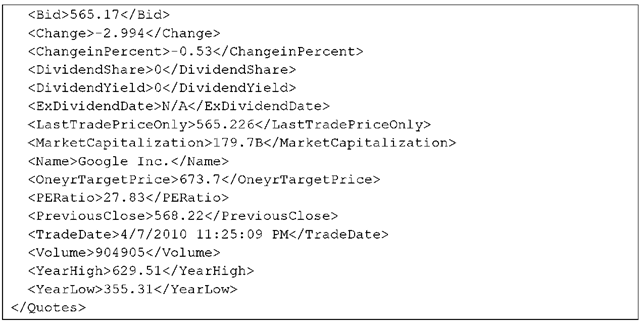 <Bid>565.17</Bid>
<Change>-2.994</Change>
<ChangeinPercent>-0.53</ChangeinPercent>
<DividendShare>0</DividendShare>
<DividendYield>0</DividendYield>
<ExDividendDate>N/A</ExDividendDate>
<LastTradePriceOnly>565.226</LastTradePriceOnly>
<MarketCapitalization>179.7B</MarketCapitalization>
<Name>Google Inc.</Name>
<OneyrTargetPrice>673.7</OneyrTargetPrice>
<PERatio>27.83</PERatio>
<PreviousClose>568.22</PreviousClose>
<TradeDate>4/7/2010 11:25:09 PM</TradeDate>
<Volume>904905</Volume>
<YearHigh>629.51</YearHigh>
<YearLow>355.31</YearLow>
</Quotes>